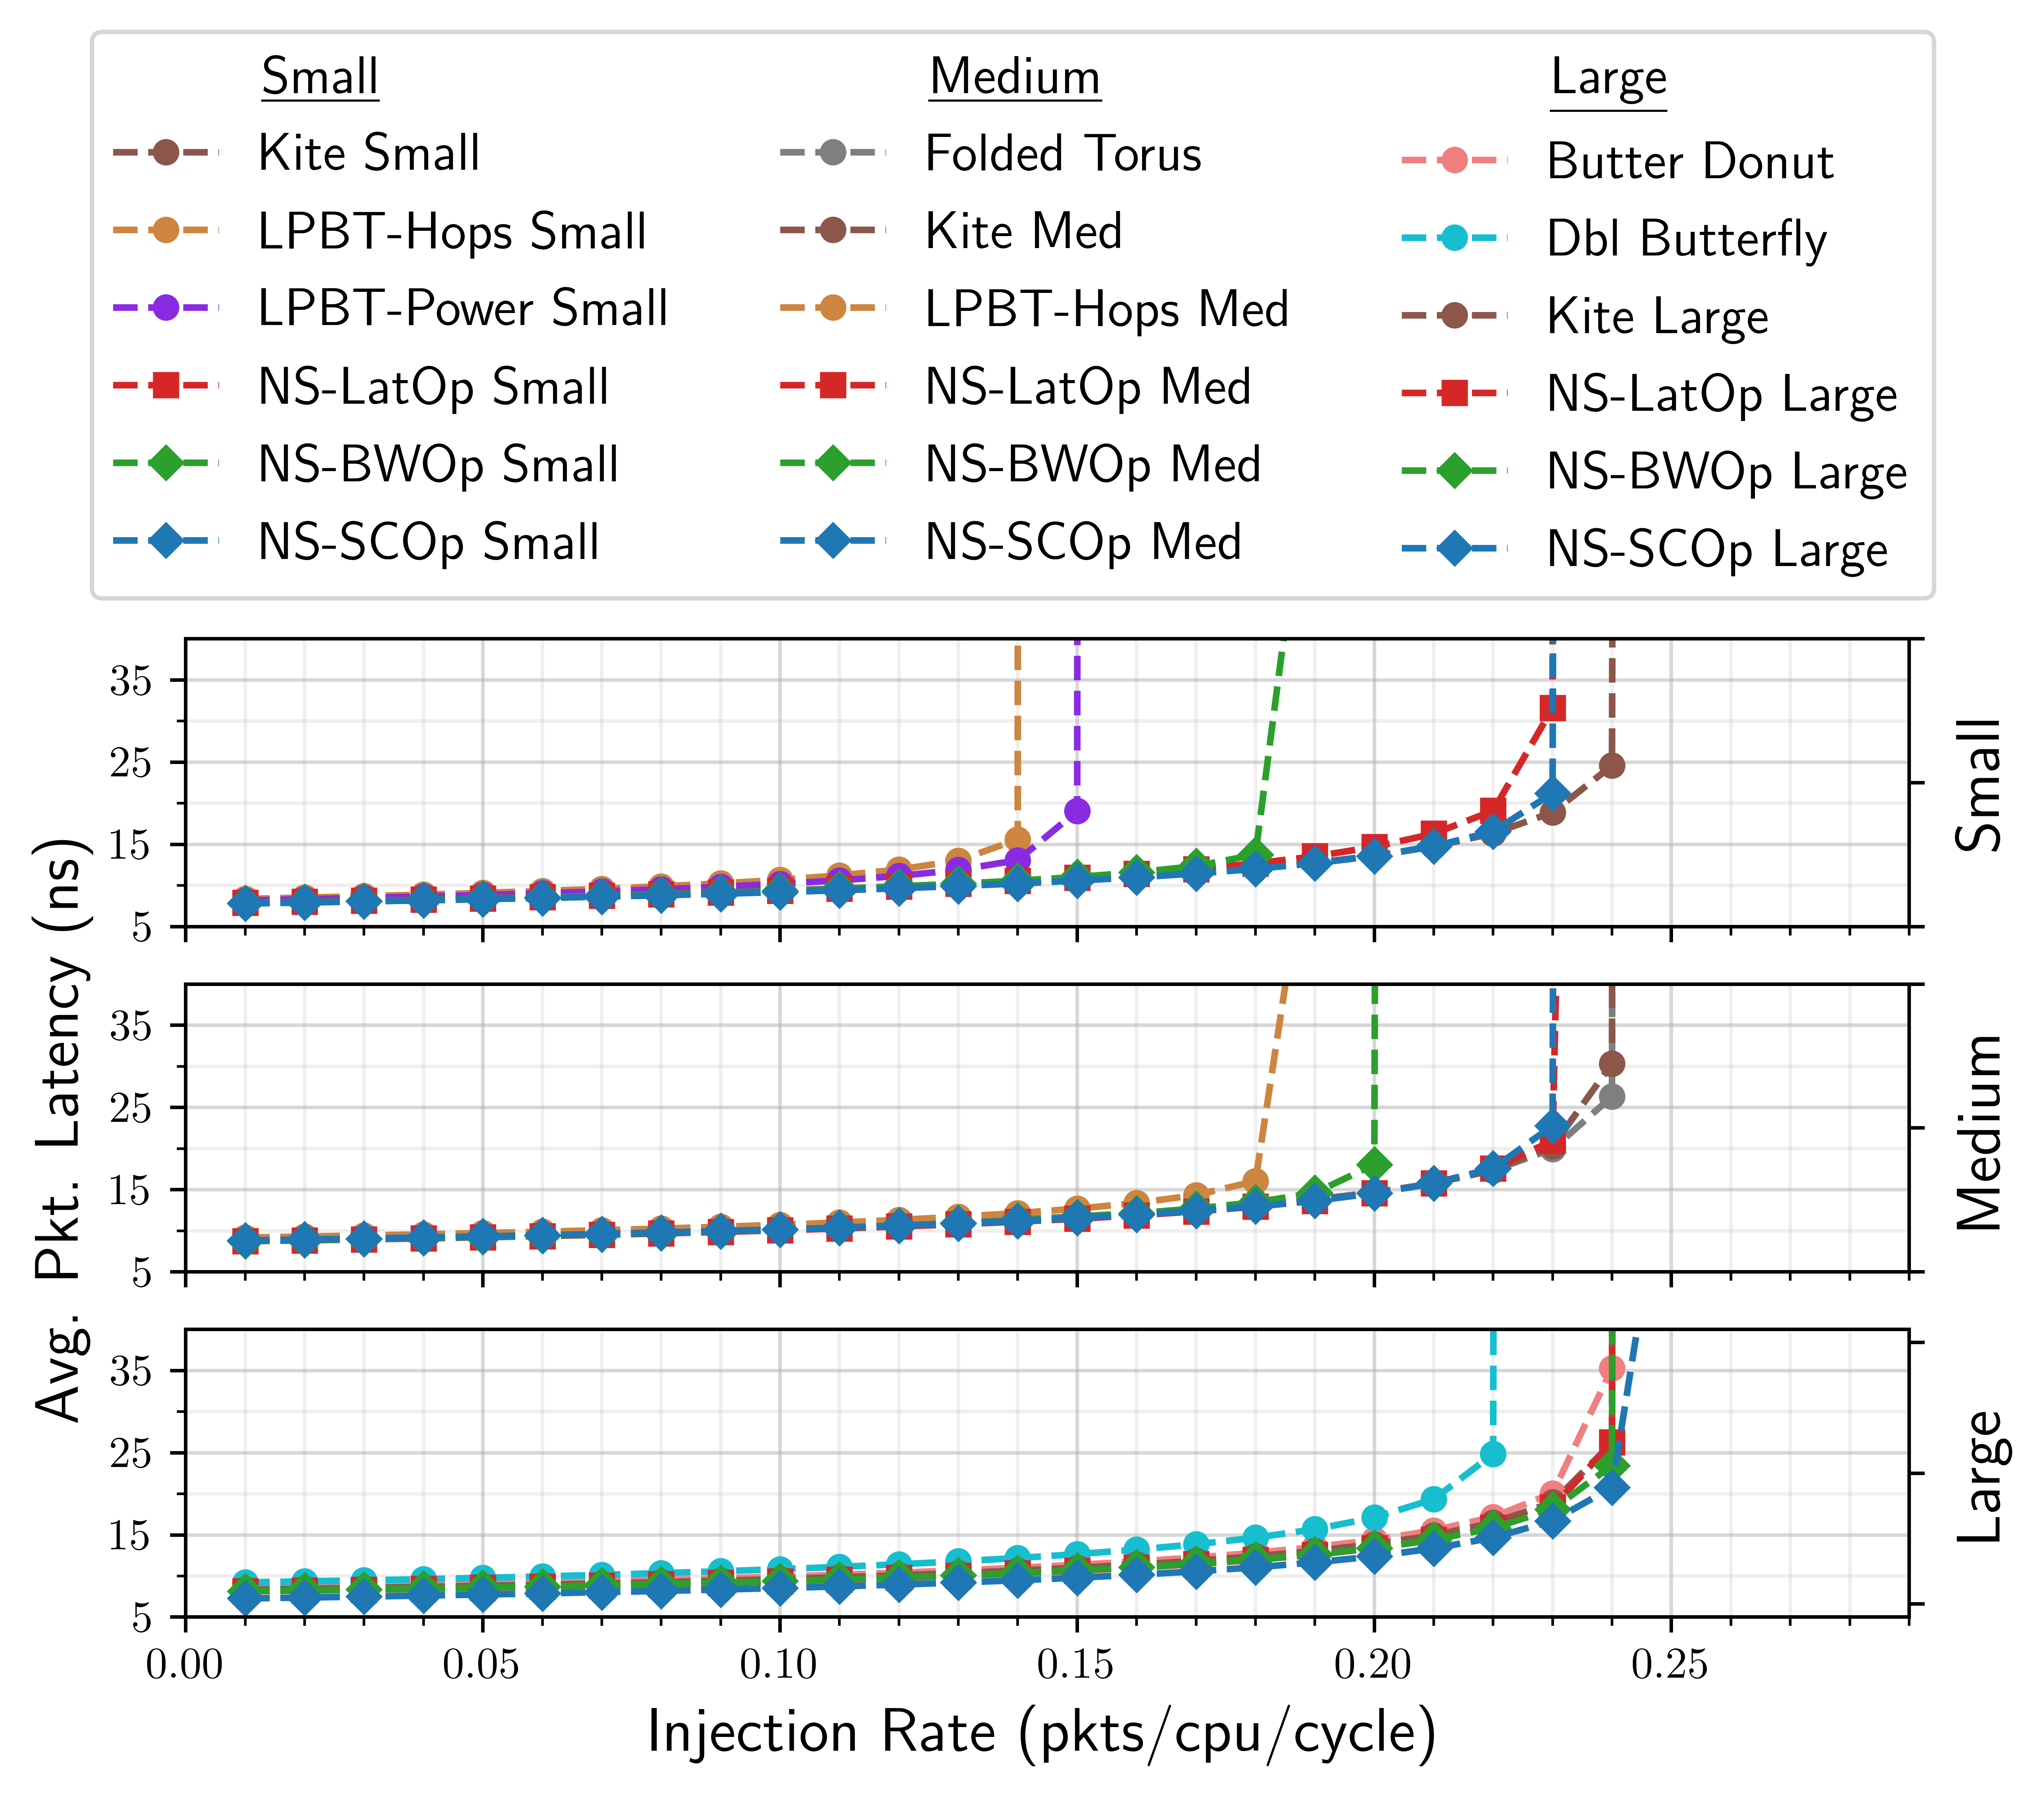 Small
Kite Small
LPBT-Hops Small
LPBT-Power Small
NS-LatOp Small
NS-BWOp Small
NS-SCOp Small
Medium
Folded Torus
Kite Med
LPBT-Hops Med
NS-LatOp Med
NS-BWOp Med
NS-SCOp Med
Large
Butter Donut
Dbl Butterfly
Kite Large
NS-LatOp Large
NS-BWOp Large
NS-SCOp Large
Avg. Pkt. Latency (ns)
35
25
15
5
Small
35
25
15
5
Medium
35
25
15
5
Large
0.00 0.05 0.10 0.15 0.20 0.25
Injection Rate (pkts/cpu/cycle)